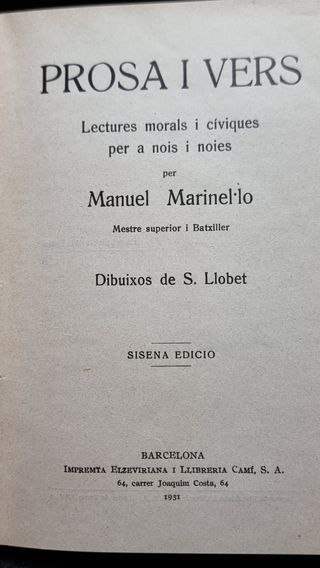 PROSA I VERS
Lectures morals i cíviques
per a nois i noies
per
Manuel Marinel·lo
Mestre superior i Batxiller
Dibuixos de S. Llobet
SISENA EDICIO
BARCELONA
IMPREMTA ELZEVIRIANA I LLIBRERIA CAMÍ, S. A.
64, carrer Joaquim Costa, 64
1931